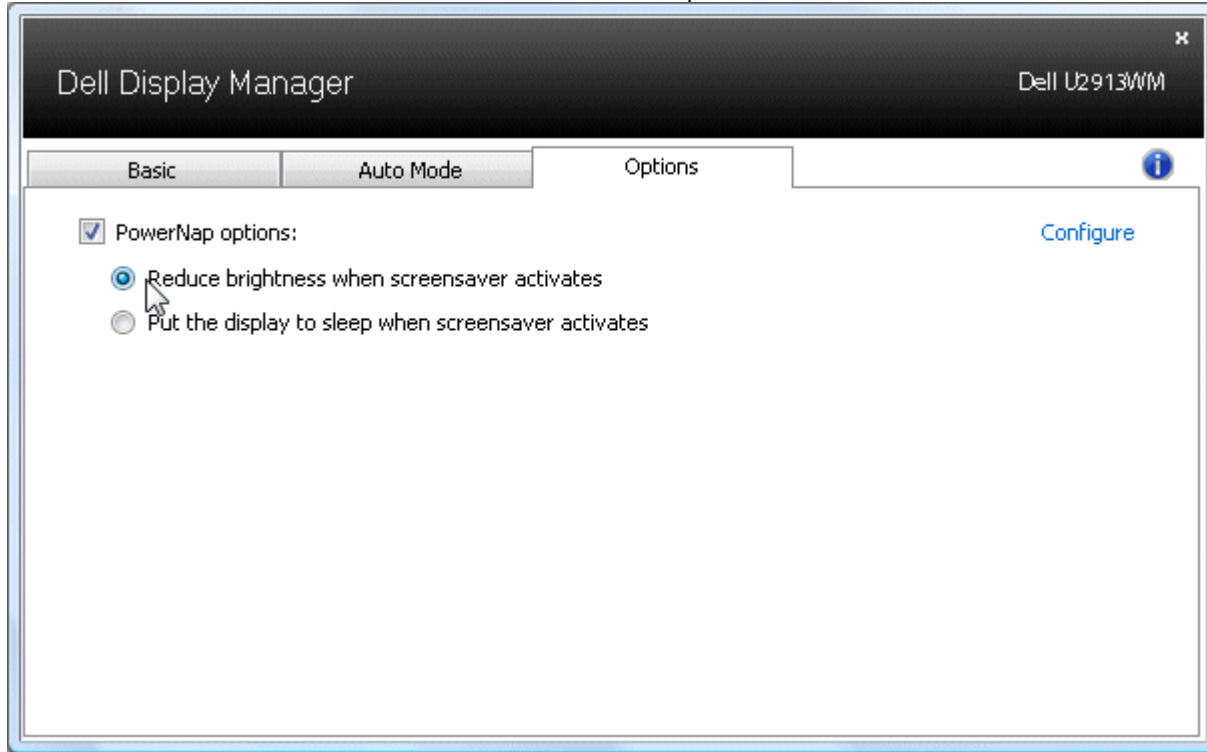 Dell Display Manager
Dell U2913WM
Basic
Auto Mode
Options
PowerNap options:
Configure
Reduce brightness when screensaver activates
Put the display to sleep when screensaver activates